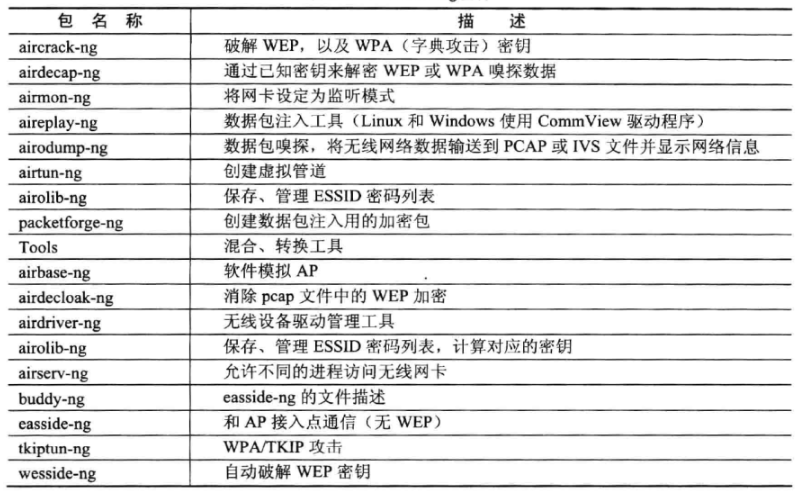 包 名 称 描 述
aircrack-ng 破解 WEP，以及 WPA（字典攻击）密钥
airdecap-ng 通过已知密钥来解密 WEP 或 WPA 嗅探数据
airmon-ng 将网卡设定为监听模式
aireplay-ng 数据包注入工具（Linux 和 Windows 使用 CommView 驱动程序）
airodump-ng 数据包嗅探，将无线网络数据输送到 PCAP 或 IVS 文件并显示网络信息
airtun-ng 创建虚拟管道
airolib-ng 保存、管理 ESSID 密码列表
packetforge-ng 创建数据包注入用的加密包
Tools 混合、转换工具
airbase-ng 软件模拟 AP
airdecloak-ng 消除 pcap 文件中的 WEP 加密
airdriver-ng 无线设备驱动管理工具
airolib-ng 保存、管理 ESSID 密码列表，计算对应的密钥
airserv-ng 允许不同的进程访问无线网卡
buddy-ng easside-ng 的文件描述
easside-ng 和 AP 接入点通信（无 WEP）
tkiptun-ng WPA/TKIP 攻击
wesside-ng 自动破解 WEP 密钥